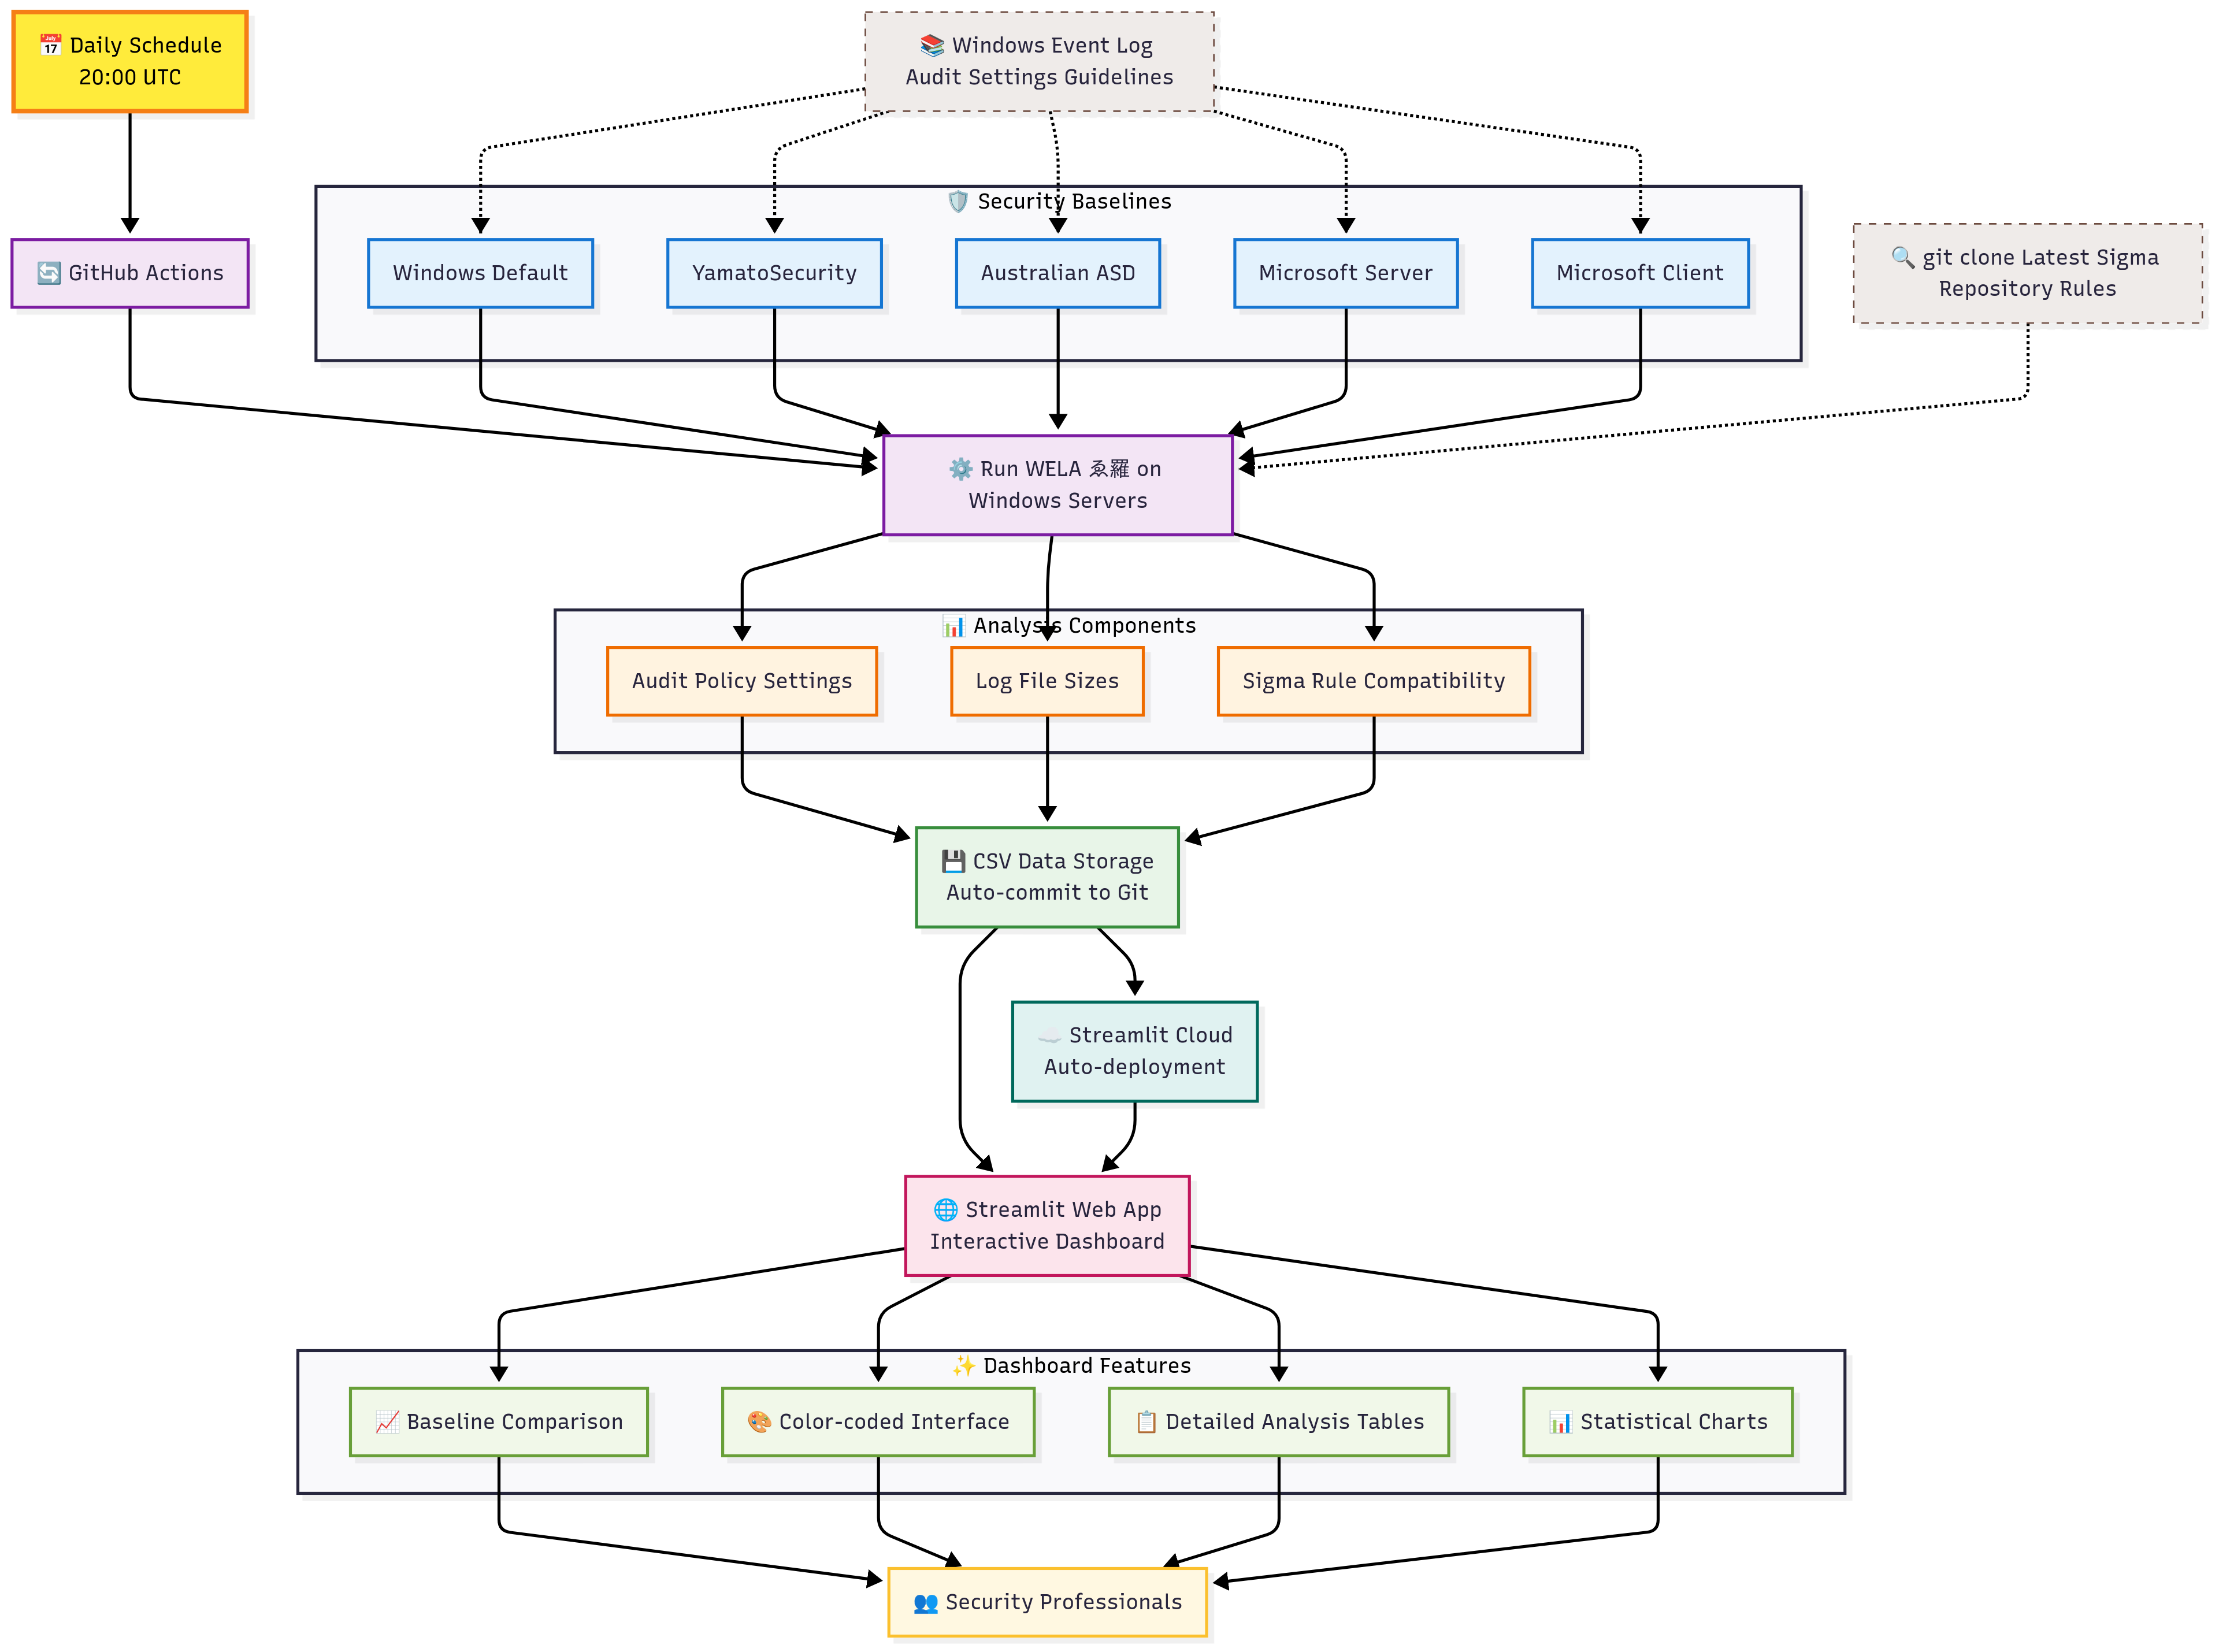 📅 Daily Schedule
20:00 UTC
📚 Windows Event Log
Audit Settings Guidelines
🛡️ Security Baselines
🔄 GitHub Actions
Windows Default
YamatoSecurity
Australian ASD
Microsoft Server
Microsoft Client
🔍 git clone Latest Sigma
Repository Rules
⚙️ Run WELA ゑ羅 on
Windows Servers
📊 Analysis Components
Audit Policy Settings
Log File Sizes
Sigma Rule Compatibility
💾 CSV Data Storage
Auto-commit to Git
☁️ Streamlit Cloud
Auto-deployment
🌐 Streamlit Web App
Interactive Dashboard
✨ Dashboard Features
📈 Baseline Comparison
🎨 Color-coded Interface
📋 Detailed Analysis Tables
📊 Statistical Charts
👥 Security Professionals